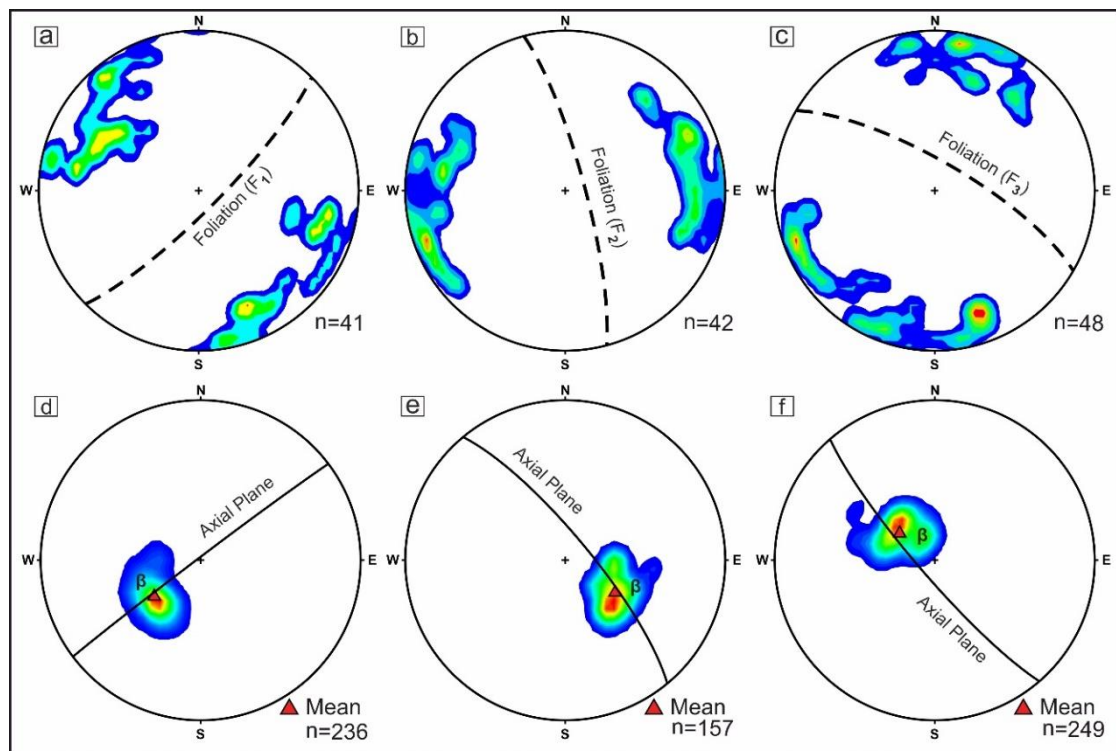 a
N
W
E
S
Foliation (F₁)
n=41
b
N
W
E
S
Foliation (F₂)
n=42
c
N
W
E
S
Foliation (F₃)
n=48
d
N
W
E
S
Axial Plane
β
Mean
n=236
e
N
W
E
S
Axial Plane
β
Mean
n=157
f
N
W
E
S
Axial Plane
β
Mean
n=249